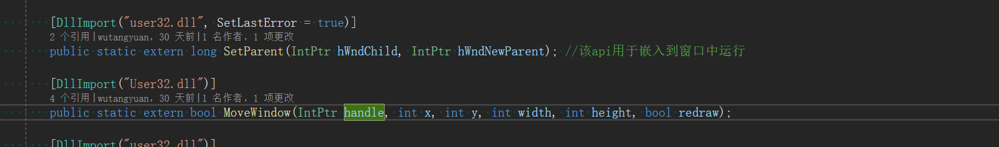 [DllImport("user32.dll", SetLastError = true)]
2 个引用|wutangyuan，30 天前|1 名作者，1 项更改
public static extern long SetParent(IntPtr hWndChild, IntPtr hWndNewParent); //该api用于嵌入到窗口中运行
[DllImport("User32.dll")]
4 个引用|wutangyuan，30 天前|1 名作者，1 项更改
public static extern bool MoveWindow(IntPtr handle, int x, int y, int width, int height, bool redraw);
[DllImport("user32.dll")]